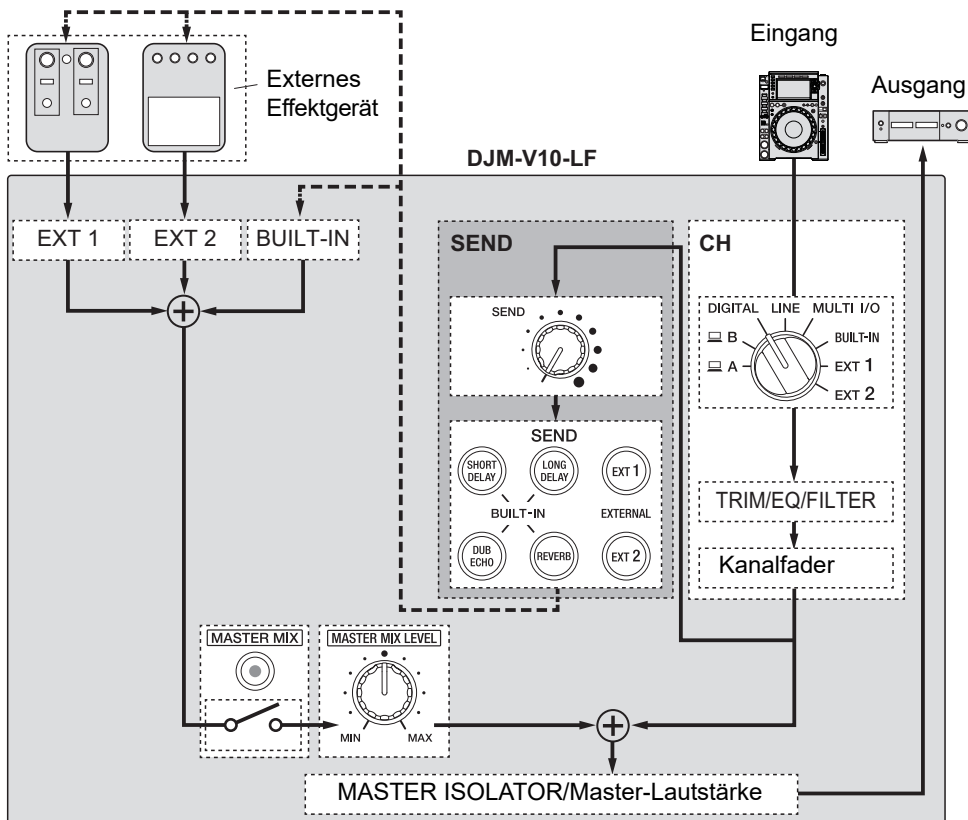 Eingang
Ausgang
Externes
Effektgerät
DJM-V10-LF
EXT 1
EXT 2
BUILT-IN
SEND
SEND
SEND
SHORT
DELAY
LONG
DELAY
EXT 1
BUILT-IN
EXTERNAL
DUB
ECHO
REVERB
EXT 2
CH
DIGITAL LINE MULTI I/O
B
BUILT-IN
A
EXT 1
EXT 2
TRIM/EQ/FILTER
Kanalfader
MASTER MIX
MASTER MIX LEVEL
MIN MAX
MASTER ISOLATOR/Master-Lautstärke